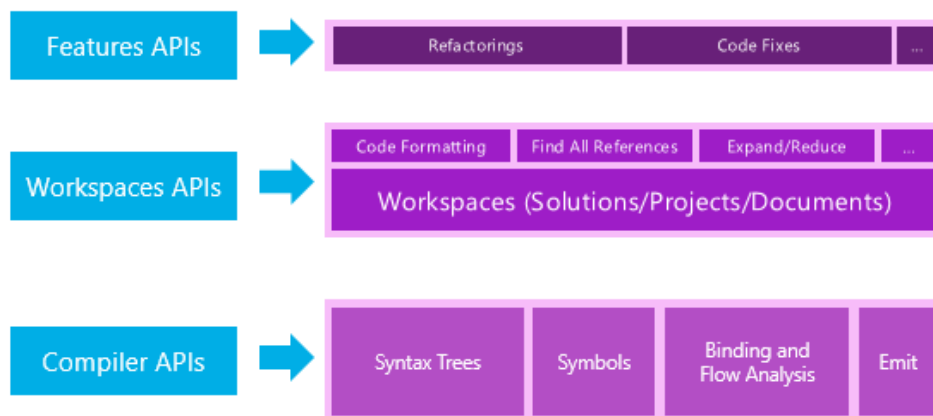 Features APIs
Refactorings
Code Fixes
...
Workspaces APIs
Code Formatting
Find All References
Expand/Reduce
...
Workspaces (Solutions/Projects/Documents)
Compiler APIs
Syntax Trees
Symbols
Binding and
Flow Analysis
Emit